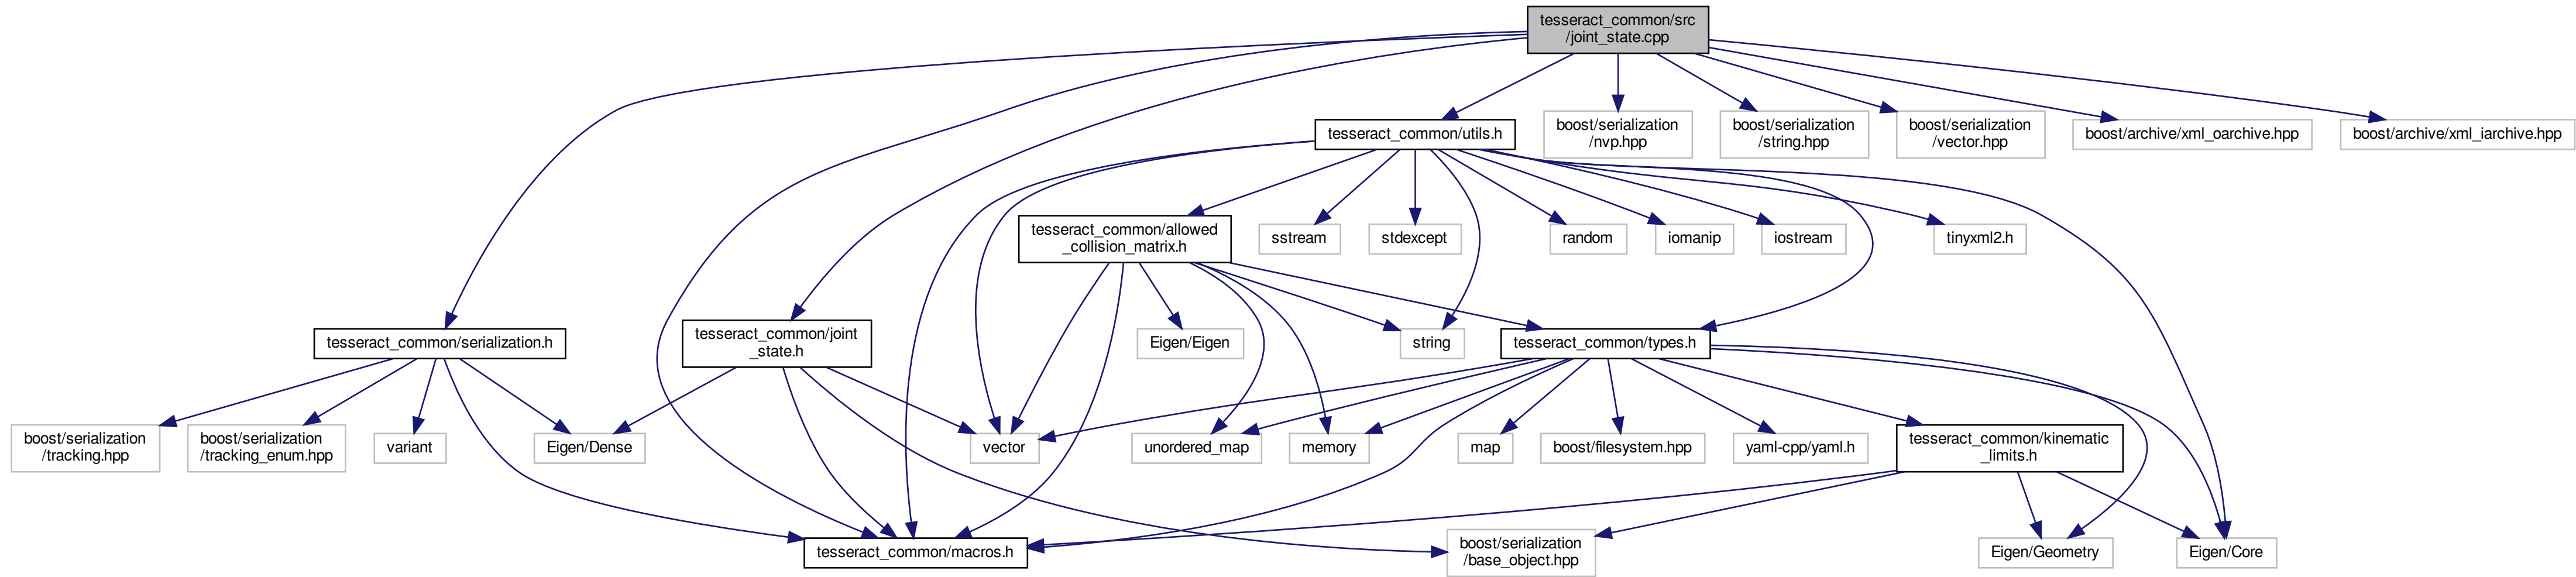 tesseract_common/src
/joint_state.cpp
tesseract_common/utils.h
boost/serialization
/nvp.hpp
boost/serialization
/string.hpp
boost/serialization
/vector.hpp
boost/archive/xml_oarchive.hpp
boost/archive/xml_iarchive.hpp
tesseract_common/allowed
_collision_matrix.h
sstream
stdexcept
random
iomanip
iostream
tinyxml2.h
tesseract_common/serialization.h
tesseract_common/joint
_state.h
Eigen/Eigen
string
tesseract_common/types.h
boost/serialization
/tracking.hpp
boost/serialization
/tracking_enum.hpp
variant
Eigen/Dense
vector
unordered_map
memory
map
boost/filesystem.hpp
yaml-cpp/yaml.h
tesseract_common/kinematic
_limits.h
tesseract_common/macros.h
boost/serialization
/base_object.hpp
Eigen/Geometry
Eigen/Core